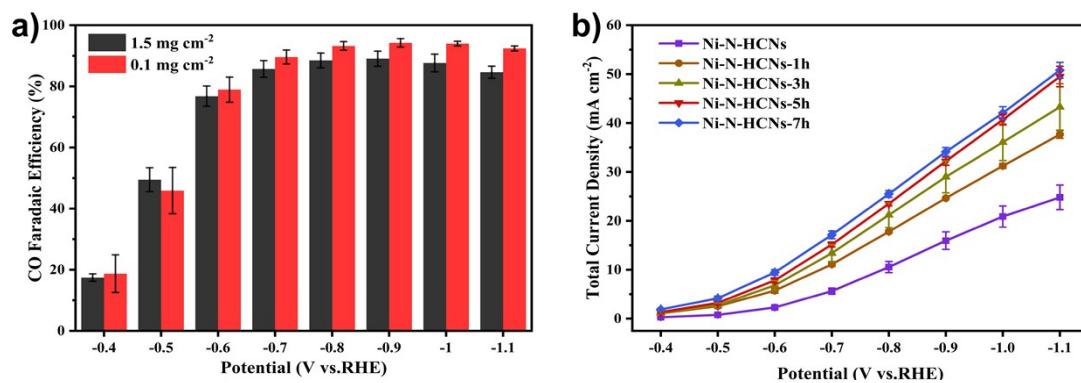 a)
1.5 mg cm⁻²
0.1 mg cm⁻²
CO Faradaic Efficiency (%)
100
80
60
40
20
0
-0.4 -0.5 -0.6 -0.7 -0.8 -0.9 -1 -1.1
Potential (V vs.RHE)
b)
Ni-N-HCNs
Ni-N-HCNs-1h
Ni-N-HCNs-3h
Ni-N-HCNs-5h
Ni-N-HCNs-7h
Total Current Density (mA cm⁻²)
60
50
40
30
20
10
0
-0.4 -0.5 -0.6 -0.7 -0.8 -0.9 -1.0 -1.1
Potential (V vs.RHE)